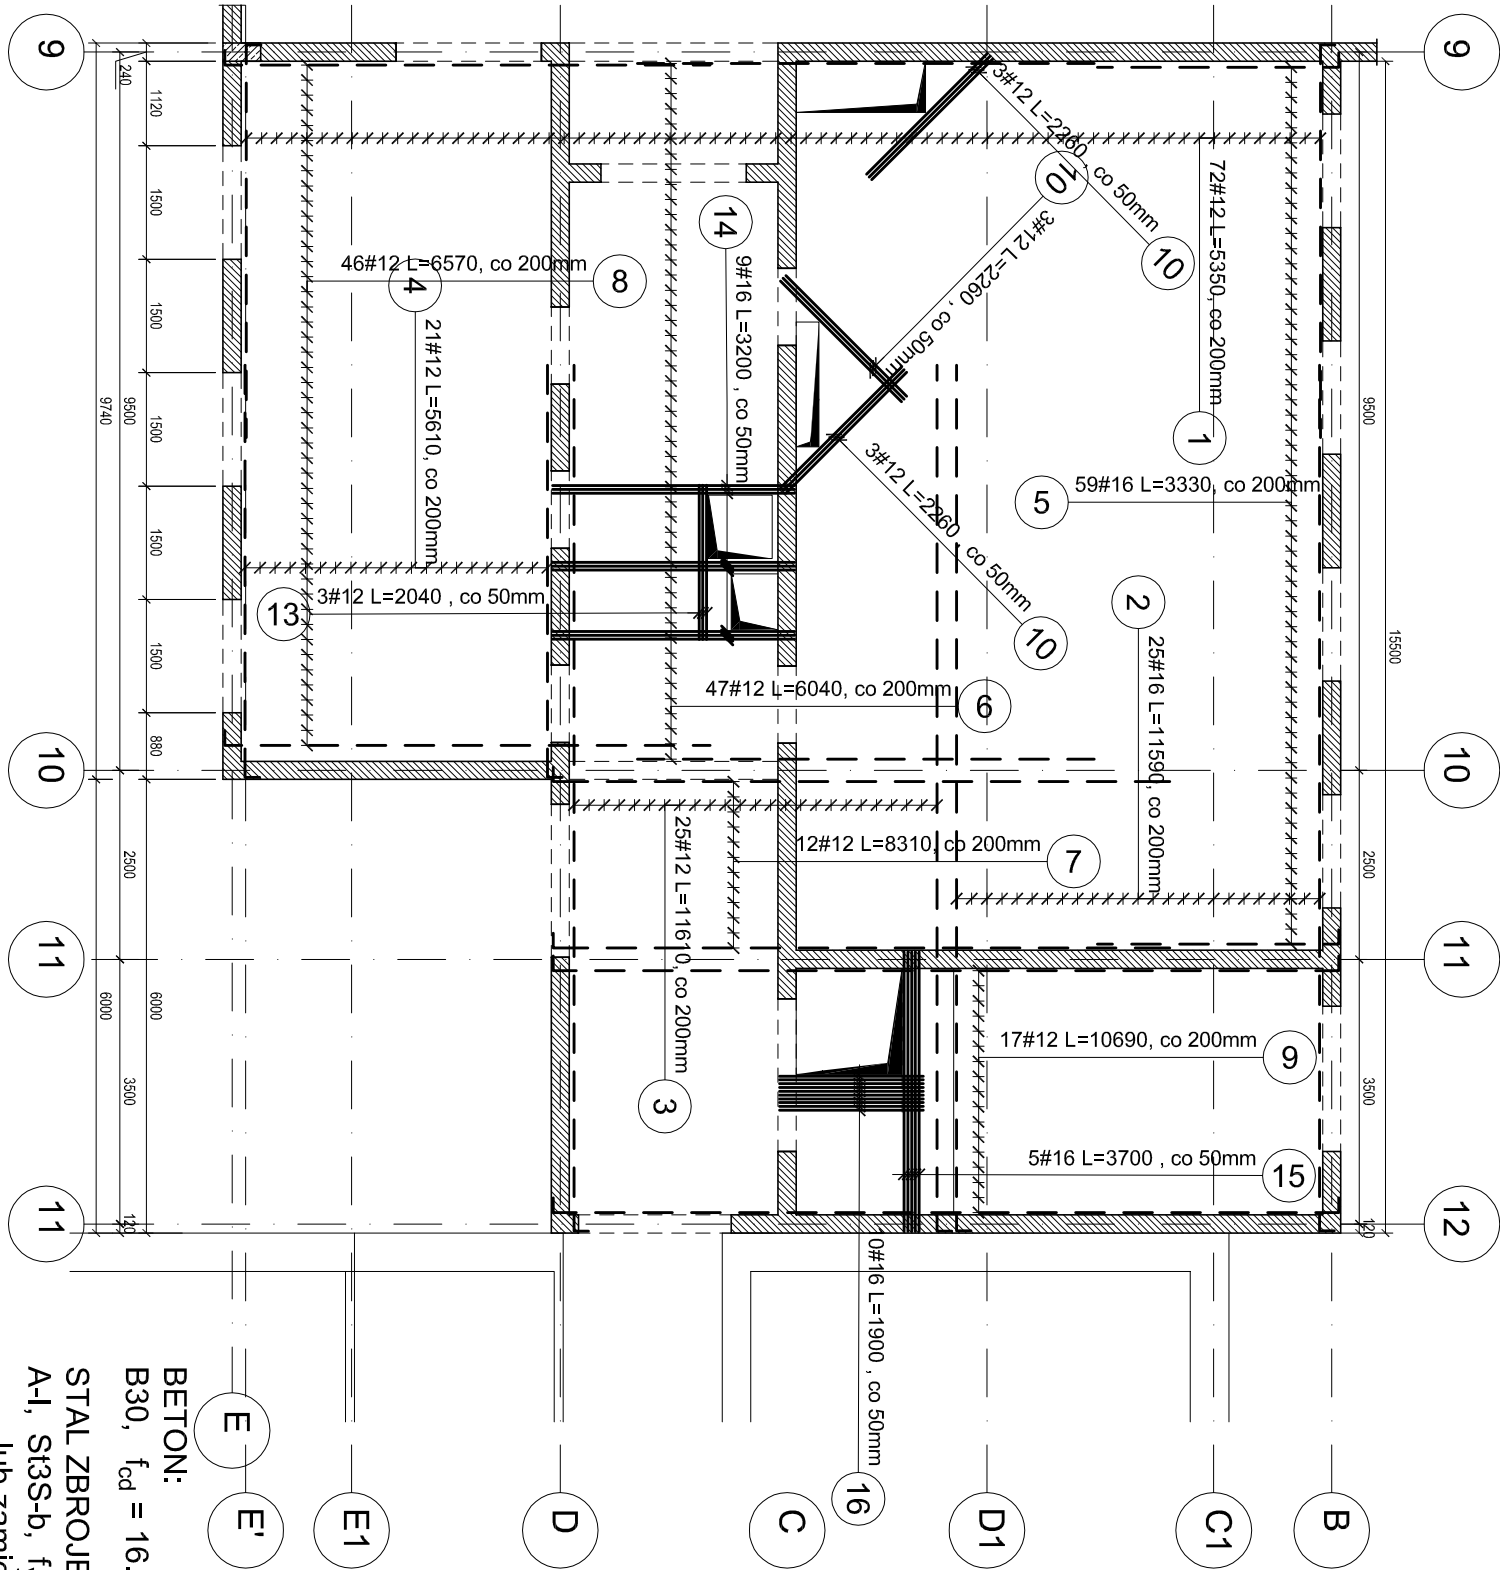 9
9
240
1120
1500
1500
1500
1500
1500
880
9500
9740
2500
3500
120
6000
6000
9500
15500
2500
3500
120
3#12 L=2260 , co 50mm
10
10
3#12 L=2260 , co 50mm
72#12 L=5350, co 200mm
1
14
9#16 L=3200 , co 50mm
46#12 L=6570, co 200mm
8
4
21#12 L=5610, co 200mm
59#16 L=3330, co 200mm
5
3#12 L=2260 , co 50mm
10
3#12 L=2040 , co 50mm
13
2
25#16 L=11590, co 200mm
47#12 L=6040, co 200mm
6
10
10
12#12 L=8310, co 200mm
7
25#12 L=11610, co 200mm
3
11
11
17#12 L=10690, co 200mm
9
5#16 L=3700 , co 50mm
15
11
12
0#16 L=1900 , co 50mm
16
E
E'
E1
D
C
D1
C1
B
BETON:
B30, fcd = 16.
STAL ZBROJE
A-I, St3S-b, f
lub zamie